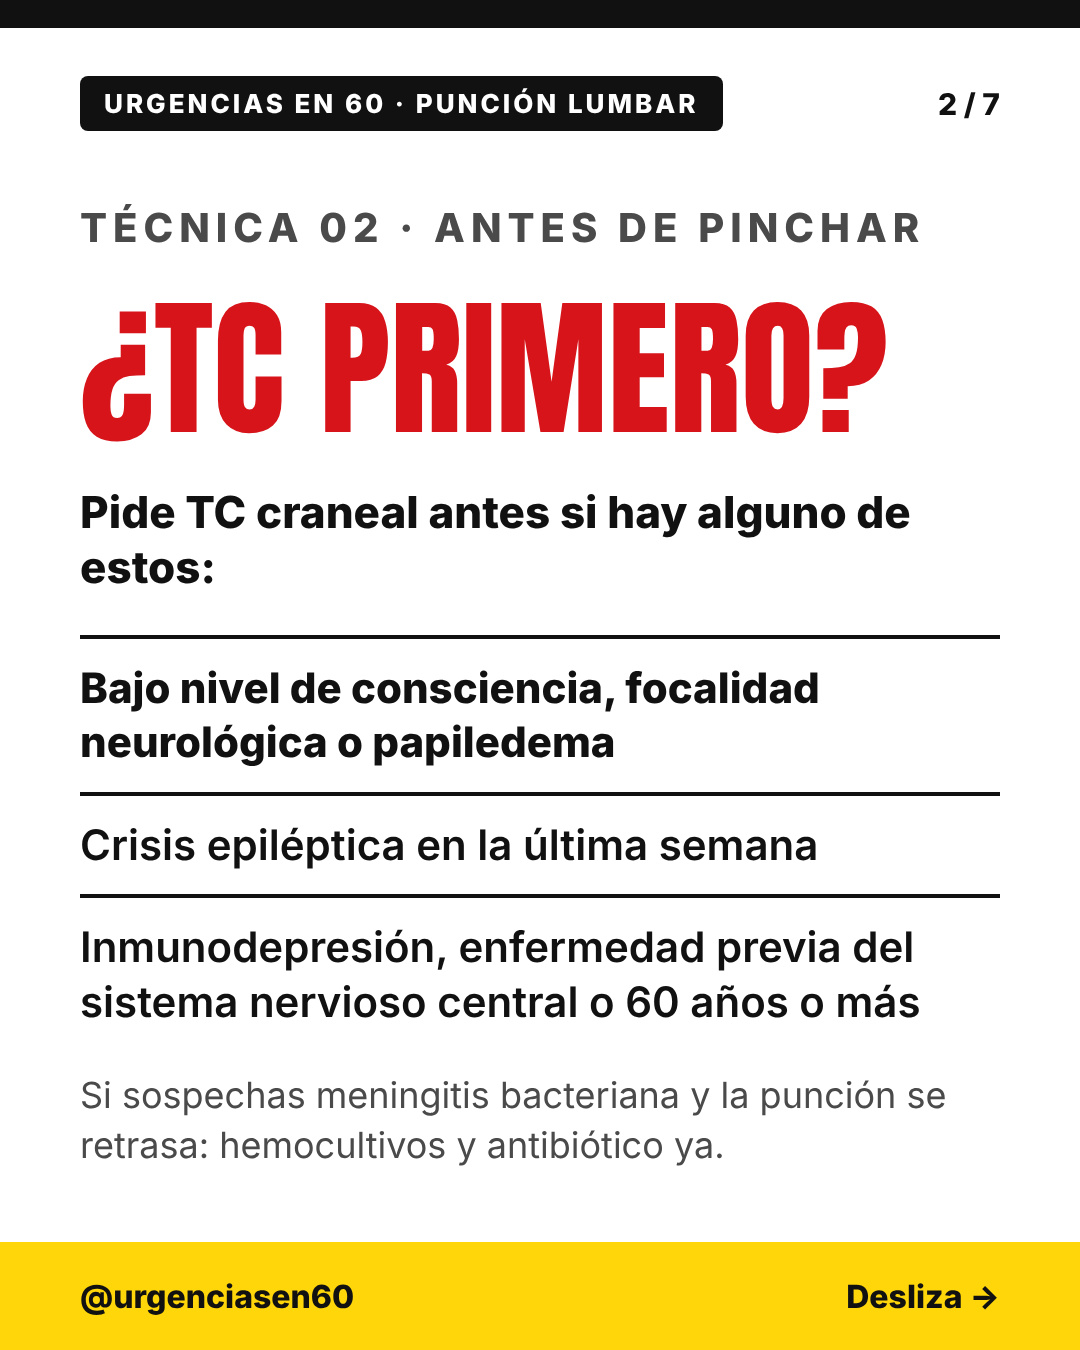 URGENCIAS EN 60 · PUNCIÓN LUMBAR
2 / 7
TÉCNICA 02 · ANTES DE PINCHAR
¿TC PRIMERO?
Pide TC craneal antes si hay alguno de
estos:
Bajo nivel de consciencia, focalidad
neurológica o papiledema
Crisis epiléptica en la última semana
Inmunodepresión, enfermedad previa del
sistema nervioso central o 60 años o más
Si sospechas meningitis bacteriana y la punción se
retrasa: hemocultivos y antibiótico ya.
@urgenciasen60
Desliza →